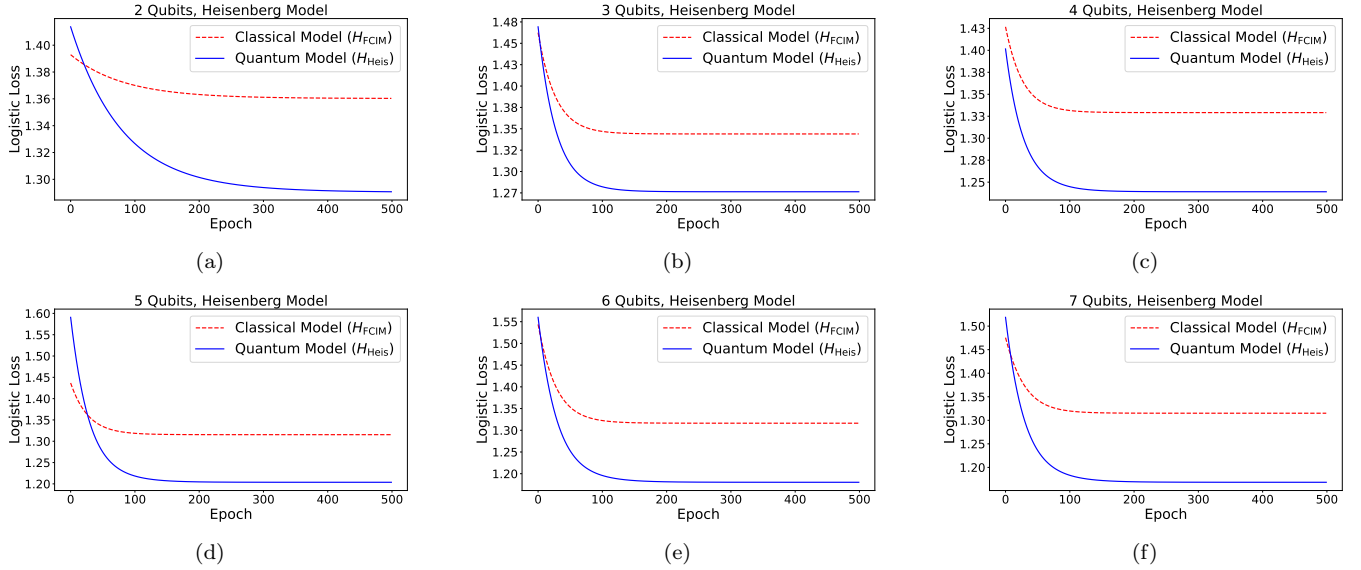 2 Qubits, Heisenberg Model
1.40
1.38
1.36
1.34
1.32
1.30
Logistic Loss
Classical Model (H_FCIM)
Quantum Model (H_Heis)
0 100 200 300 400 500
Epoch
(a)
3 Qubits, Heisenberg Model
1.48
1.45
1.43
1.40
1.38
1.35
1.33
1.30
1.27
Logistic Loss
Classical Model (H_FCIM)
Quantum Model (H_Heis)
0 100 200 300 400 500
Epoch
(b)
4 Qubits, Heisenberg Model
1.43
1.40
1.38
1.35
1.33
1.30
1.28
1.25
Logistic Loss
Classical Model (H_FCIM)
Quantum Model (H_Heis)
0 100 200 300 400 500
Epoch
(c)
5 Qubits, Heisenberg Model
1.60
1.55
1.50
1.45
1.40
1.35
1.30
1.25
1.20
Logistic Loss
Classical Model (H_FCIM)
Quantum Model (H_Heis)
0 100 200 300 400 500
Epoch
(d)
6 Qubits, Heisenberg Model
1.55
1.50
1.45
1.40
1.35
1.30
1.25
1.20
Logistic Loss
Classical Model (H_FCIM)
Quantum Model (H_Heis)
0 100 200 300 400 500
Epoch
(e)
7 Qubits, Heisenberg Model
1.50
1.45
1.40
1.35
1.30
1.25
1.20
Logistic Loss
Classical Model (H_FCIM)
Quantum Model (H_Heis)
0 100 200 300 400 500
Epoch
(f)